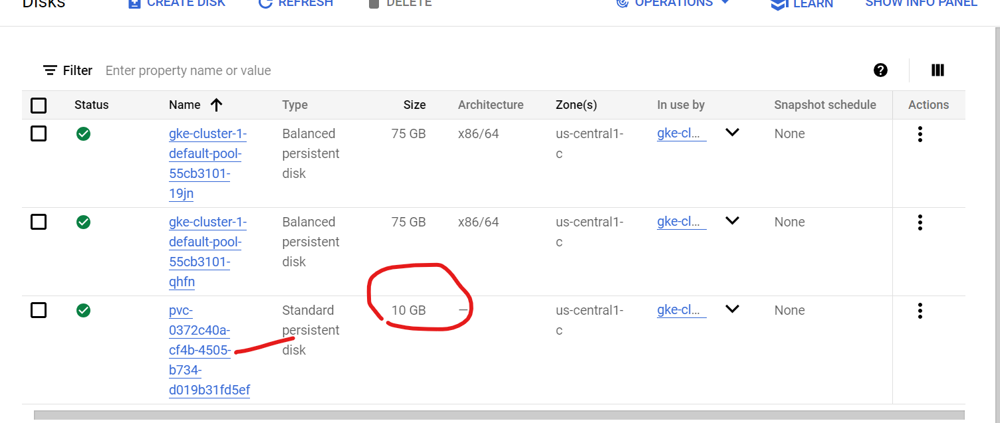 Disks CREATE DISK REFRESH DELETE OPERATIONS LEARN SHOW INFO PANEL
Filter Enter property name or value
Status Name Type Size Architecture Zone(s) In use by Snapshot schedule Actions
gke-cluster-1- Balanced 75 GB x86/64 us-central1- gke-cl... None
default-pool- persistent c
55cb3101- disk
19jn
gke-cluster-1- Balanced 75 GB x86/64 us-central1- gke-cl... None
default-pool- persistent c
55cb3101- disk
qhfn
pvc- Standard 10 GB — us-central1- gke-cl... None
0372c40a- persistent c
cf4b-4505- disk
b734-
d019b31fd5ef